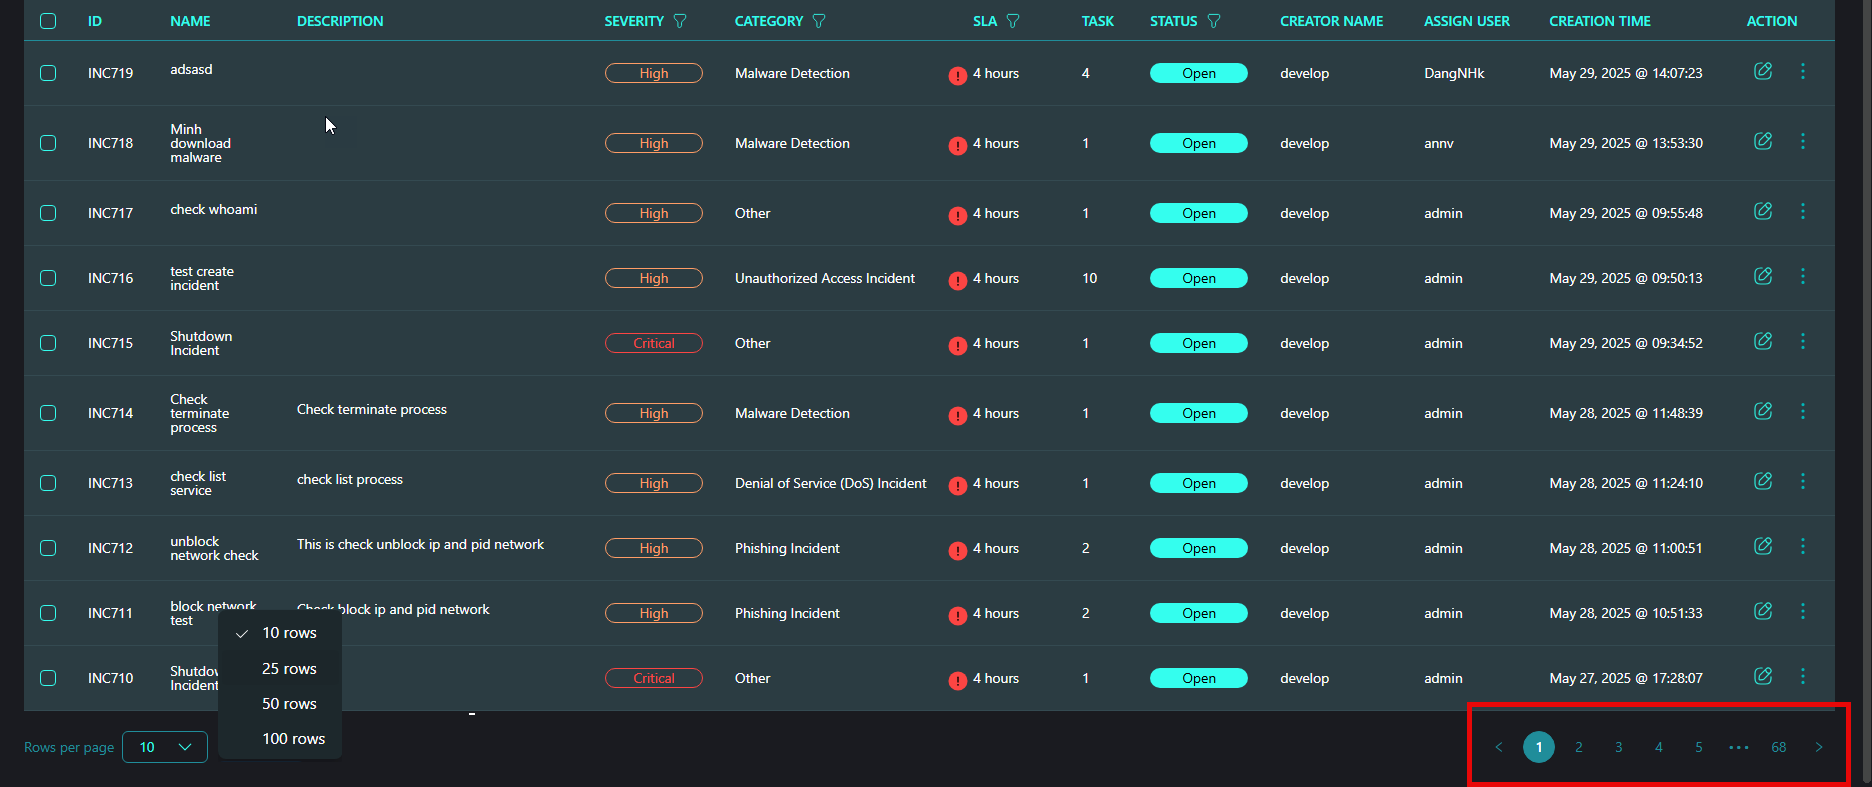 ID NAME DESCRIPTION SEVERITY CATEGORY SLA TASK STATUS CREATOR NAME ASSIGN USER CREATION TIME ACTION
INC719 adsasd High Malware Detection 4 hours 4 Open develop DangNHk May 29, 2025 @ 14:07:23
Minh
download
malware
INC718 High Malware Detection 4 hours 1 Open develop annv May 29, 2025 @ 13:53:30
INC717 check whoami High Other 4 hours 1 Open develop admin May 29, 2025 @ 09:55:48
test create
incident
INC716 High Unauthorized Access Incident 4 hours 10 Open develop admin May 29, 2025 @ 09:50:13
Shutdown
Incident
INC715 Critical Other 4 hours 1 Open develop admin May 29, 2025 @ 09:34:52
Check
terminate
process
INC714 Check terminate process High Malware Detection 4 hours 1 Open develop admin May 28, 2025 @ 11:48:39
check list
service
INC713 check list process High Denial of Service (DoS) Incident 4 hours 1 Open develop admin May 28, 2025 @ 11:24:10
unblock
network check
INC712 This is check unblock ip and pid network High Phishing Incident 4 hours 2 Open develop admin May 28, 2025 @ 11:00:51
block network
test
INC711 Check block ip and pid network High Phishing Incident 4 hours 2 Open develop admin May 28, 2025 @ 10:51:33
Incident
INC710 Critical Other 4 hours 1 Open develop admin May 27, 2025 @ 17:28:07
10 rows
25 rows
50 rows
100 rows
Rows per page 10
< 1 2 3 4 5 ••• 68 >